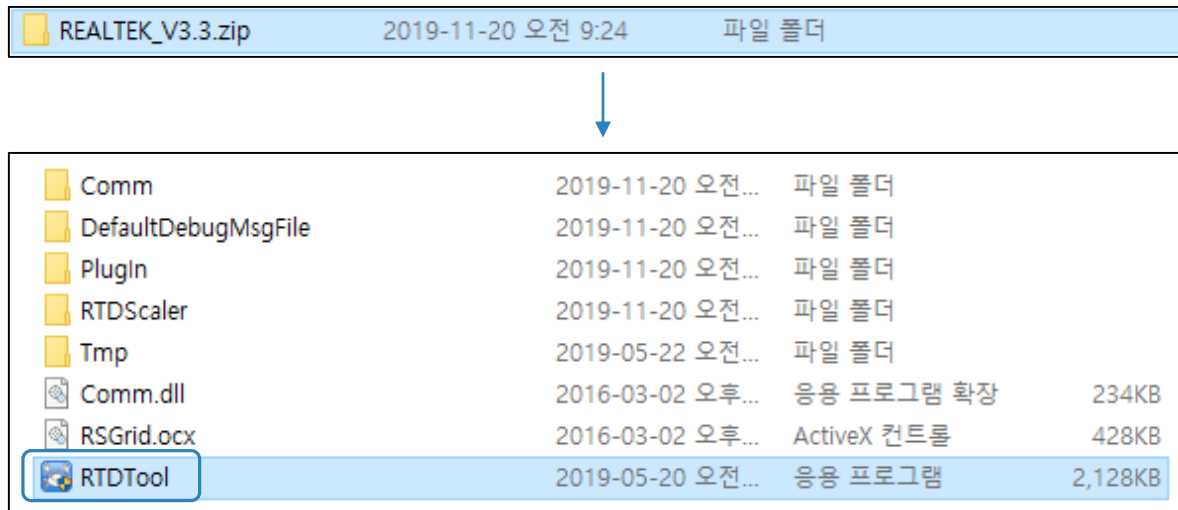 REALTEK_V3.3.zip 2019-11-20 오전 9:24 파일 폴더
Comm 2019-11-20 오전... 파일 폴더
DefaultDebugMsgFile 2019-11-20 오전... 파일 폴더
PlugIn 2019-11-20 오전... 파일 폴더
RTDScaler 2019-11-20 오전... 파일 폴더
Tmp 2019-05-22 오전... 파일 폴더
Comm.dll 2016-03-02 오후... 응용 프로그램 확장 234KB
RSGrid.ocx 2016-03-02 오후... ActiveX 컨트롤 428KB
RTDTool 2019-05-20 오전... 응용 프로그램 2,128KB